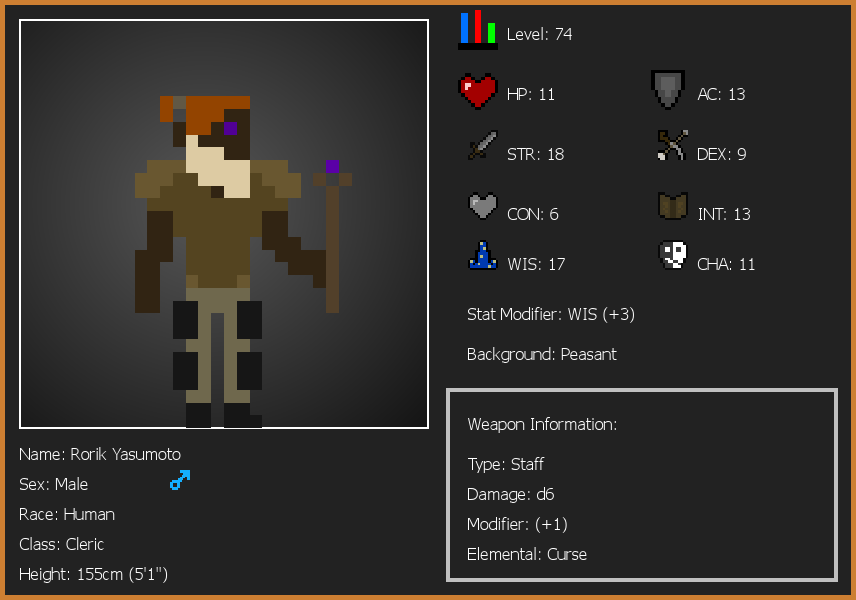 Level: 74
HP: 11
AC: 13
STR: 18
DEX: 9
CON: 6
INT: 13
WIS: 17
CHA: 11
Stat Modifier: WIS (+3)
Background: Peasant
Weapon Information:
Type: Staff
Damage: d6
Modifier: (+1)
Elemental: Curse
Name: Rorik Yasumoto
Sex: Male
Race: Human
Class: Cleric
Height: 155cm (5'1")